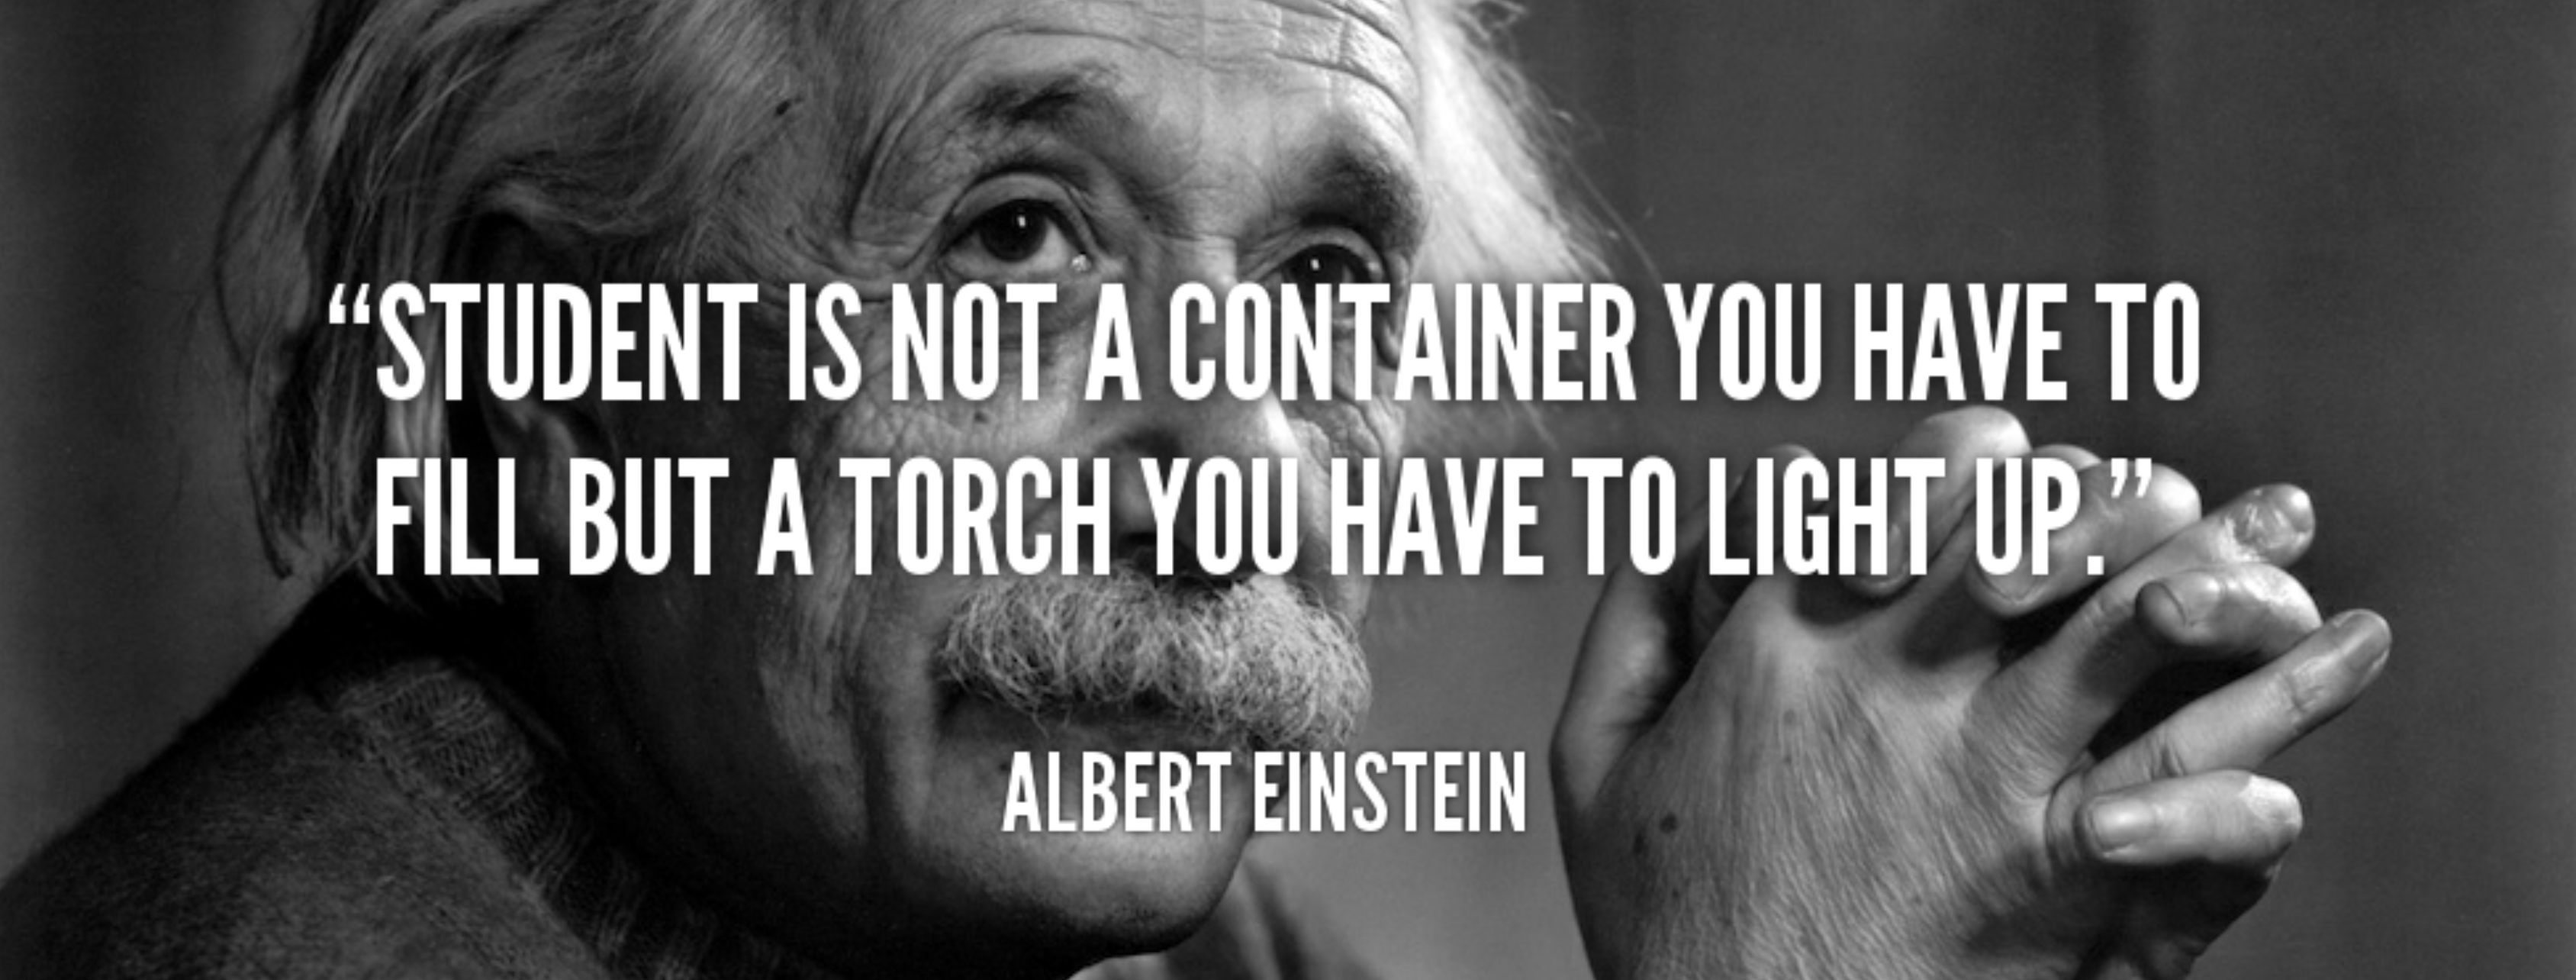 “STUDENT IS NOT A CONTAINER YOU HAVE TO
FILL BUT A TORCH YOU HAVE TO LIGHT UP.”
ALBERT EINSTEIN